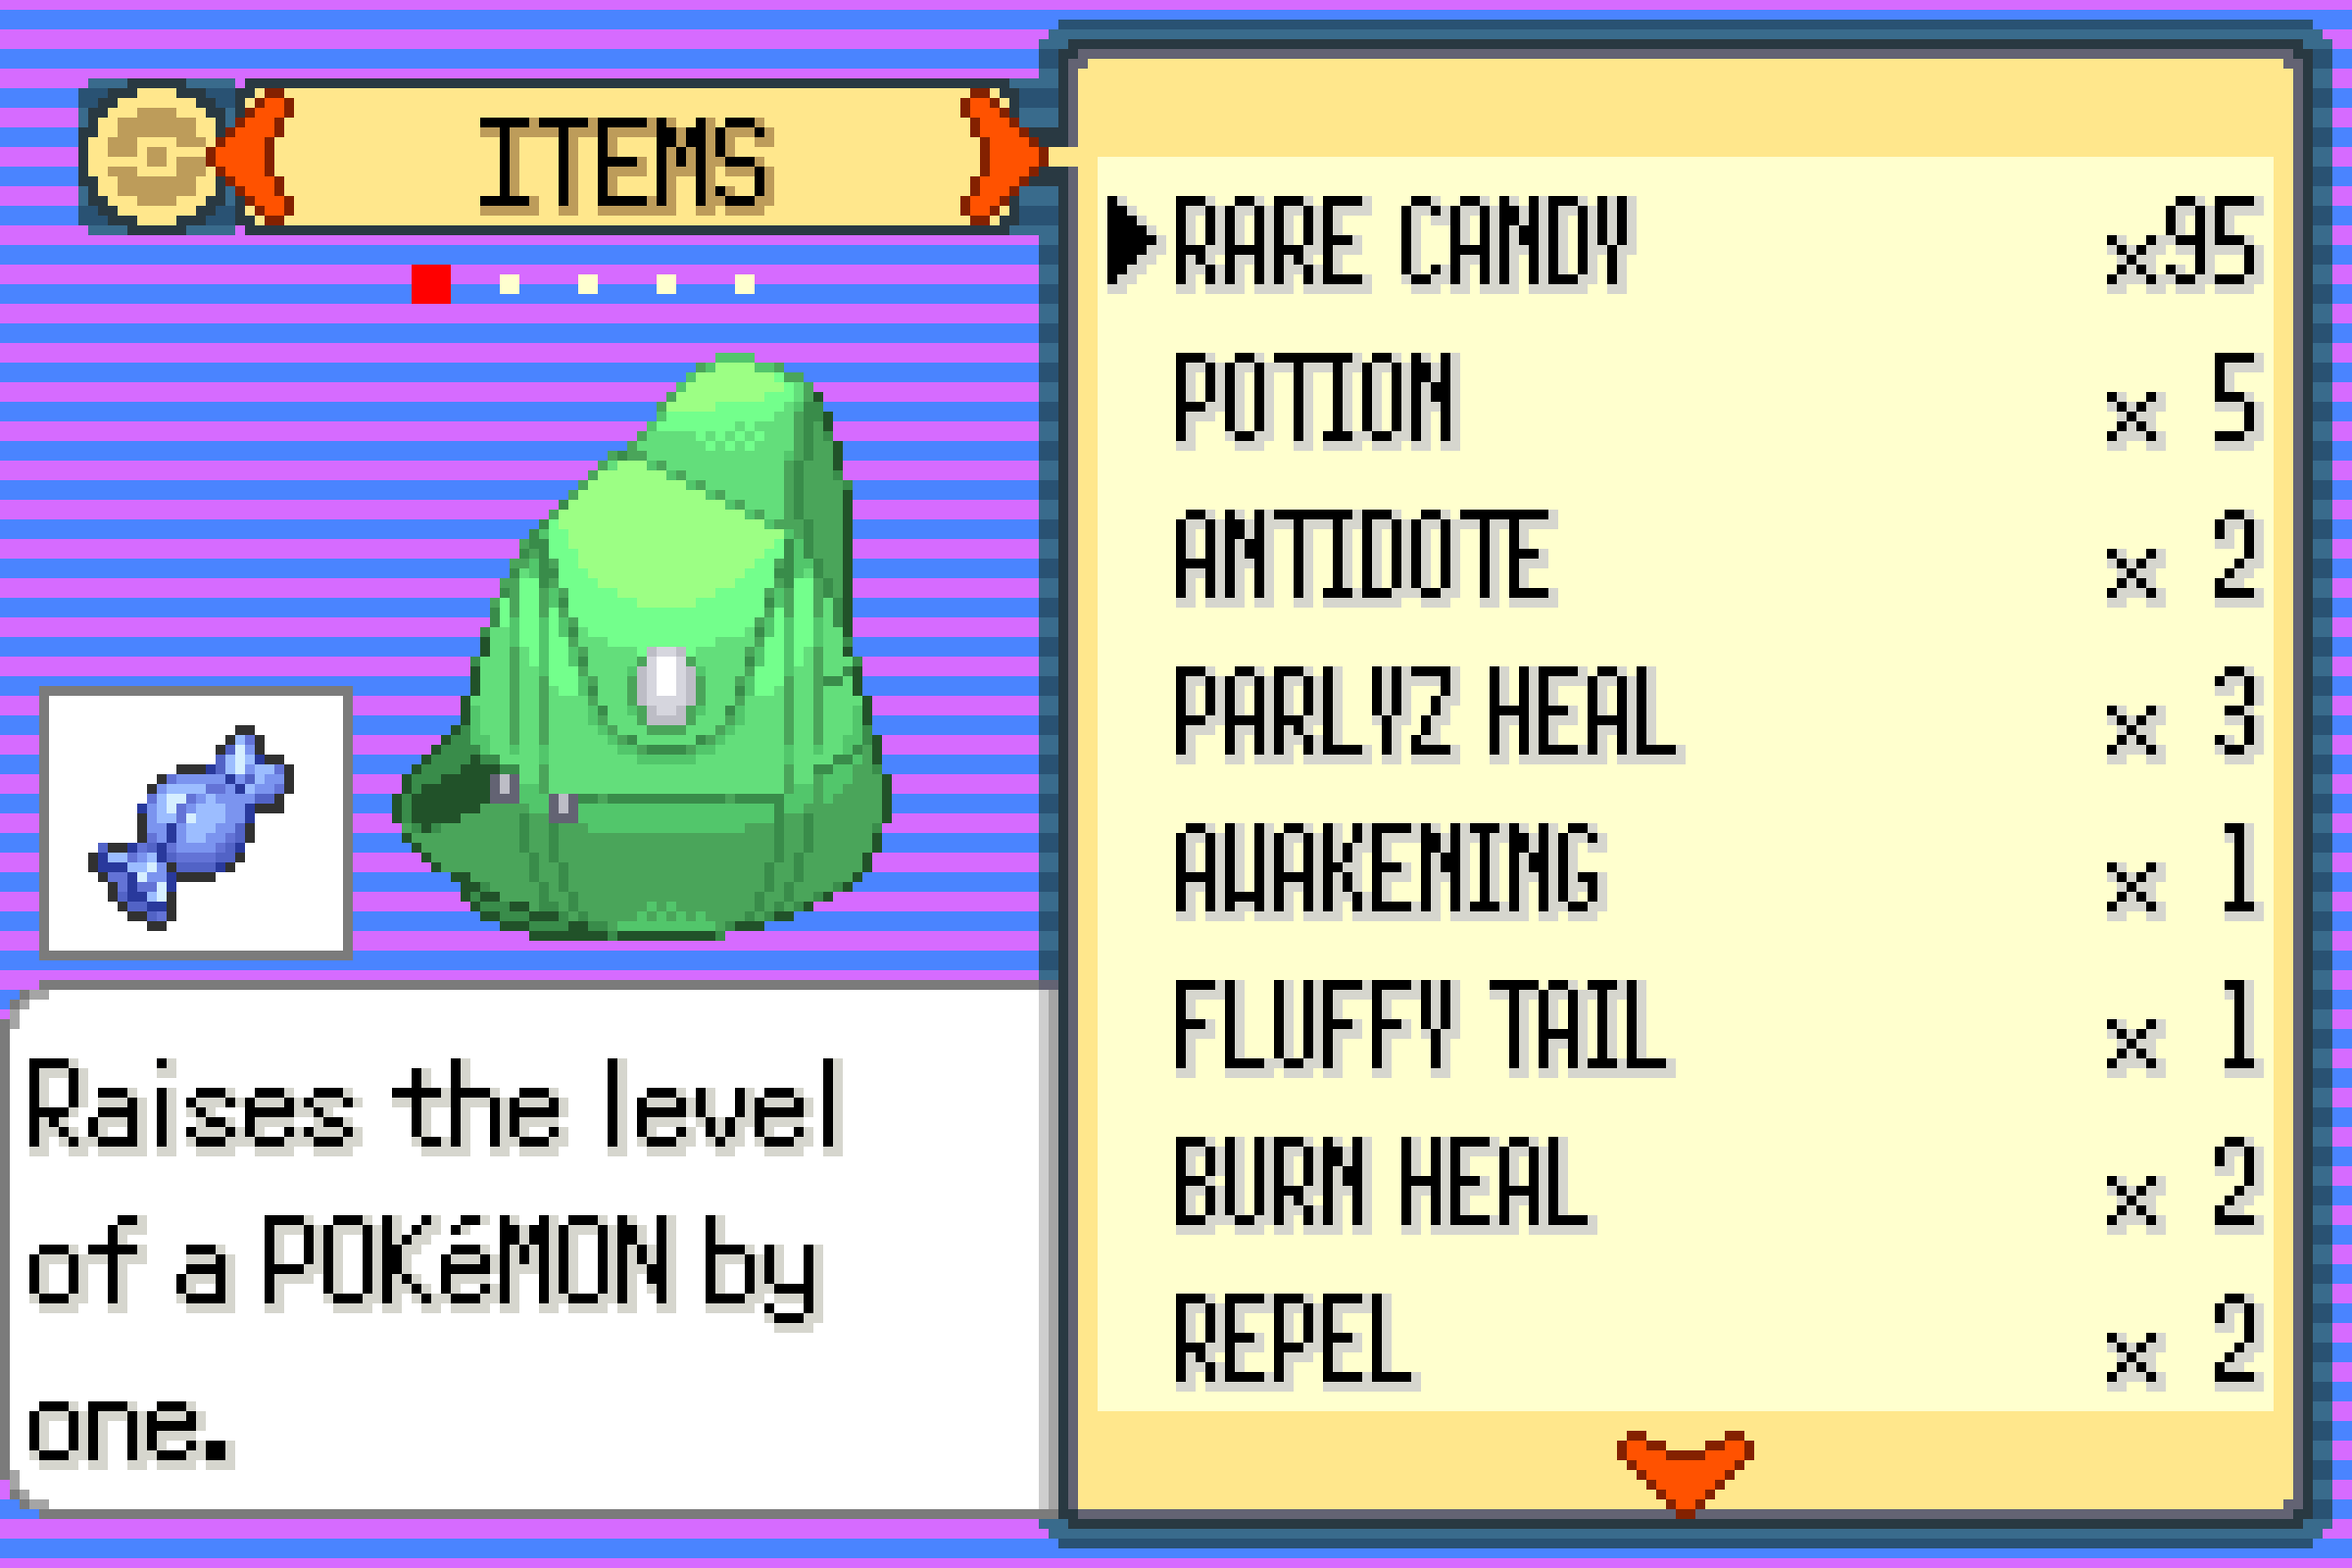 ITEMS
RARE CANDY x95
POTION x 5
ANTIDOTE x 2
PARLYZ HEAL x 3
AWAKENING x 1
FLUFFY TAIL x 1
BURN HEAL x 2
REPEL x 2
Raises the level
of a POKéMON by
one.